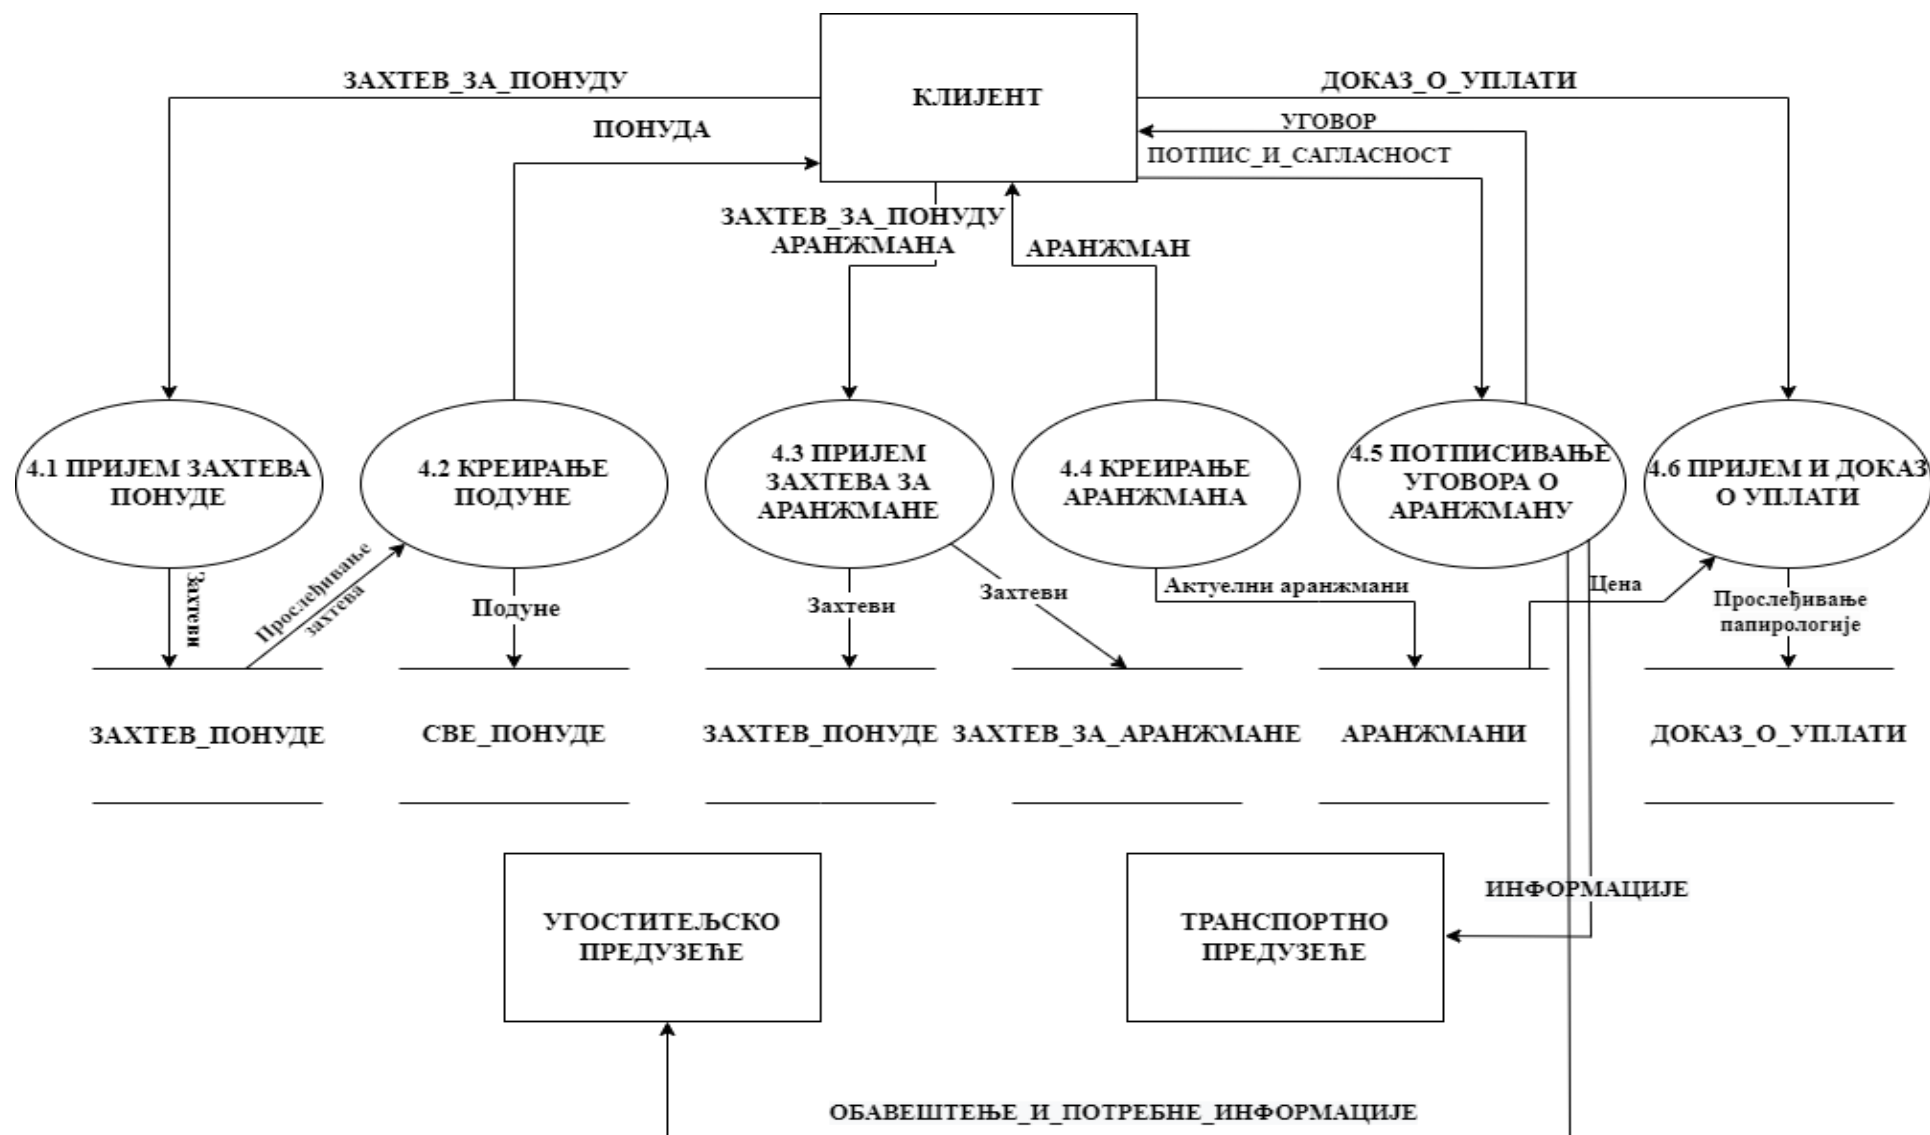 КЛИЈЕНТ
ЗАХТЕВ_ЗА_ПОНУДУ
ДОКАЗ_О_УПЛАТИ
ПОНУДА
УГОВОР
ПОТПИС_И_САГЛАСНОСТ
ЗАХТЕВ_ЗА_ПОНУДУ
АРАНЖМАНА
АРАНЖМАН
4.1 ПРИЈЕМ ЗАХТЕВА
ПОНУДЕ
4.2 КРЕИРАЊЕ
ПОДУНЕ
4.3 ПРИЈЕМ
ЗАХТЕВА ЗА
АРАНЖМАНЕ
4.4 КРЕИРАЊЕ
АРАНЖМАНА
4.5 ПОТПИСИВАЊЕ
УГОВОРА О
АРАНЖМАНУ
4.6 ПРИЈЕМ И ДОКАЗ
О УПЛАТИ
Захтеви
Прослеђивање
захтева
Подуне
Захтеви
Захтеви
Актуелни аранжмани
Цена
Прослеђивање
папирологије
ЗАХТЕВ_ПОНУДЕ
СВЕ_ПОНУДЕ
ЗАХТЕВ_ПОНУДЕ
ЗАХТЕВ_ЗА_АРАНЖМАНЕ
АРАНЖМАНИ
ДОКАЗ_О_УПЛАТИ
УГОСТИТЕЉСКО
ПРЕДУЗЕЋЕ
ТРАНСПОРТНО
ПРЕДУЗЕЋЕ
ИНФОРМАЦИЈЕ
ОБАВЕШТЕЊЕ_И_ПОТРЕБНЕ_ИНФОРМАЦИЈЕ